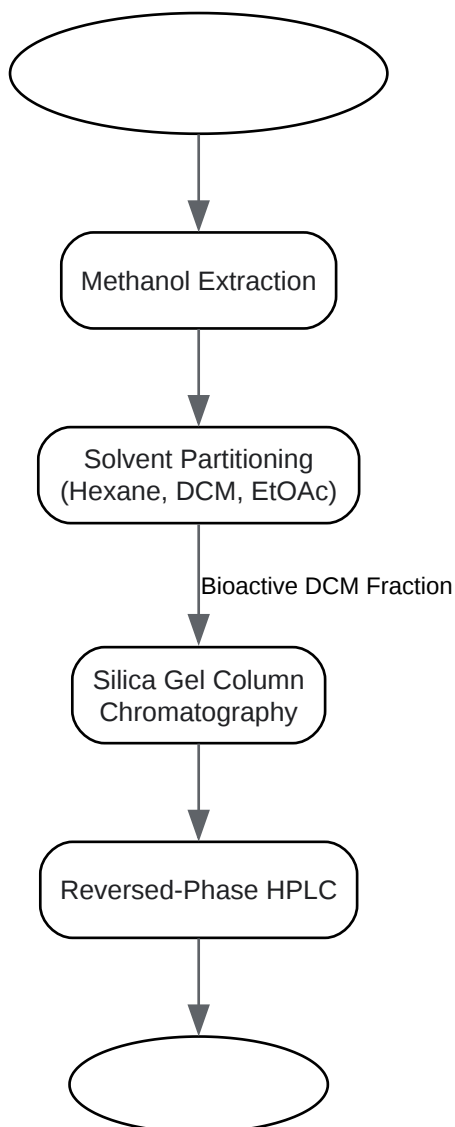 Methanol Extraction
Solvent Partitioning
(Hexane, DCM, EtOAc)
Bioactive DCM Fraction
Silica Gel Column
Chromatography
Reversed-Phase HPLC